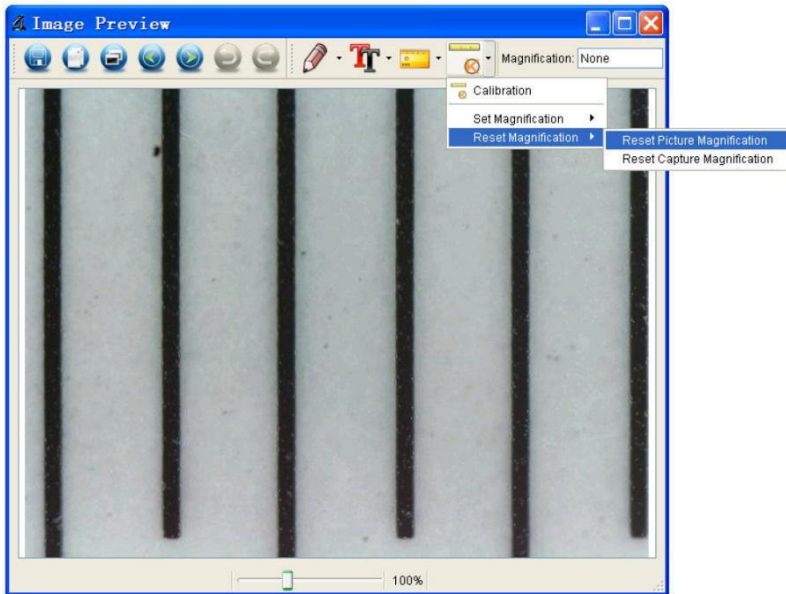 Image Preview
Magnification: None
Calibration
Set Magnification
Reset Magnification
Reset Picture Magnification
Reset Capture Magnification
100%